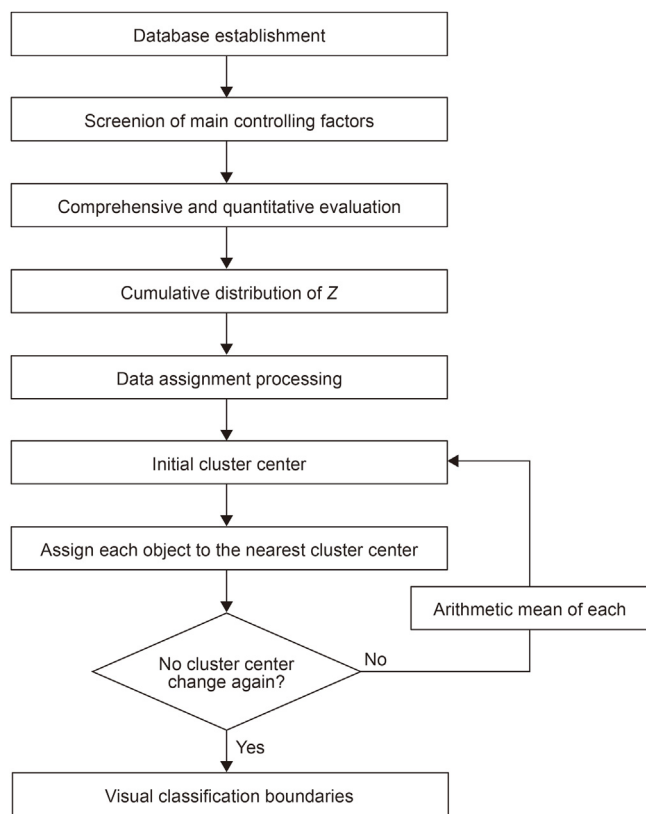 Database establishment
Screenion of main controlling factors
Comprehensive and quantitative evaluation
Cumulative distribution of Z
Data assignment processing
Initial cluster center
Assign each object to the nearest cluster center
Arithmetic mean of each
No cluster center
change again?
No
Yes
Visual classification boundaries